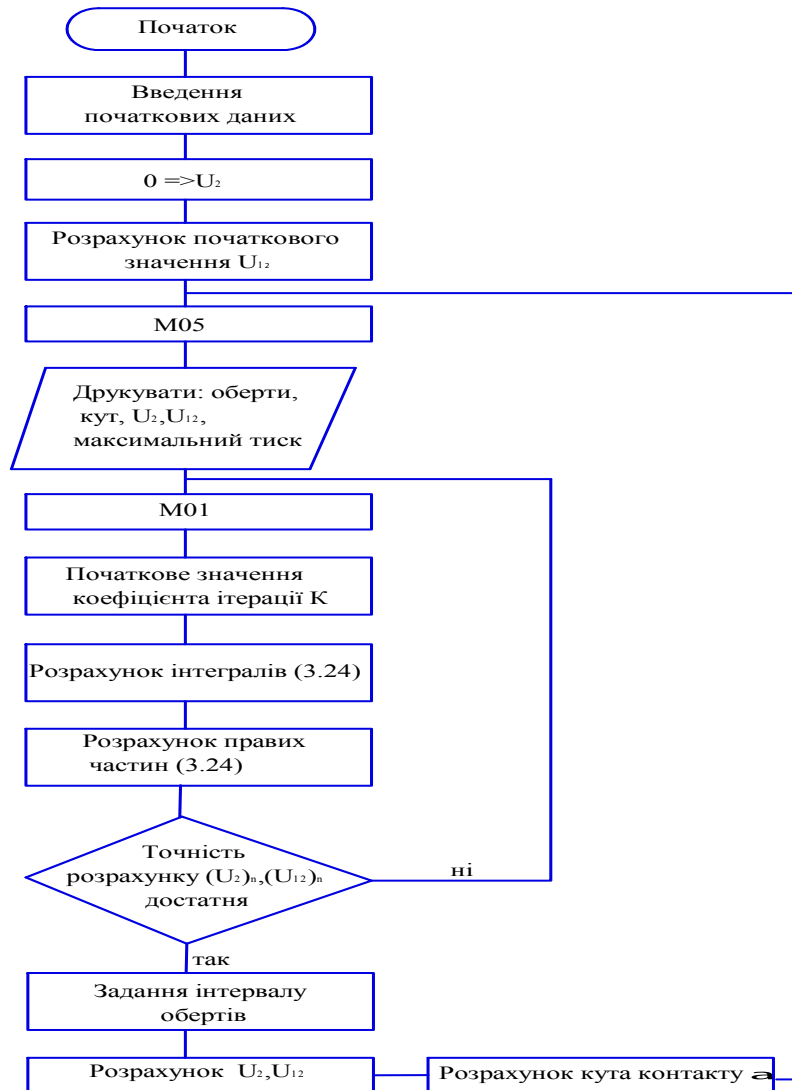 Початок
Введення
початкових даних
0 =>U₂
Розрахунок початкового
значення U₁₂
М05
Друкувати: оберти,
кут, U₂,U₁₂,
максимальний тиск
М01
Початкове значення
коефіцієнта ітерації К
Розрахунок інтегралів (3.24)
Розрахунок правих
частин (3.24)
Точність
розрахунку (U₂)ₙ,(U₁₂)ₙ
достатня
ні
так
Задання інтервалу
обертів
Розрахунок U₂,U₁₂
Розрахунок кута контакту a